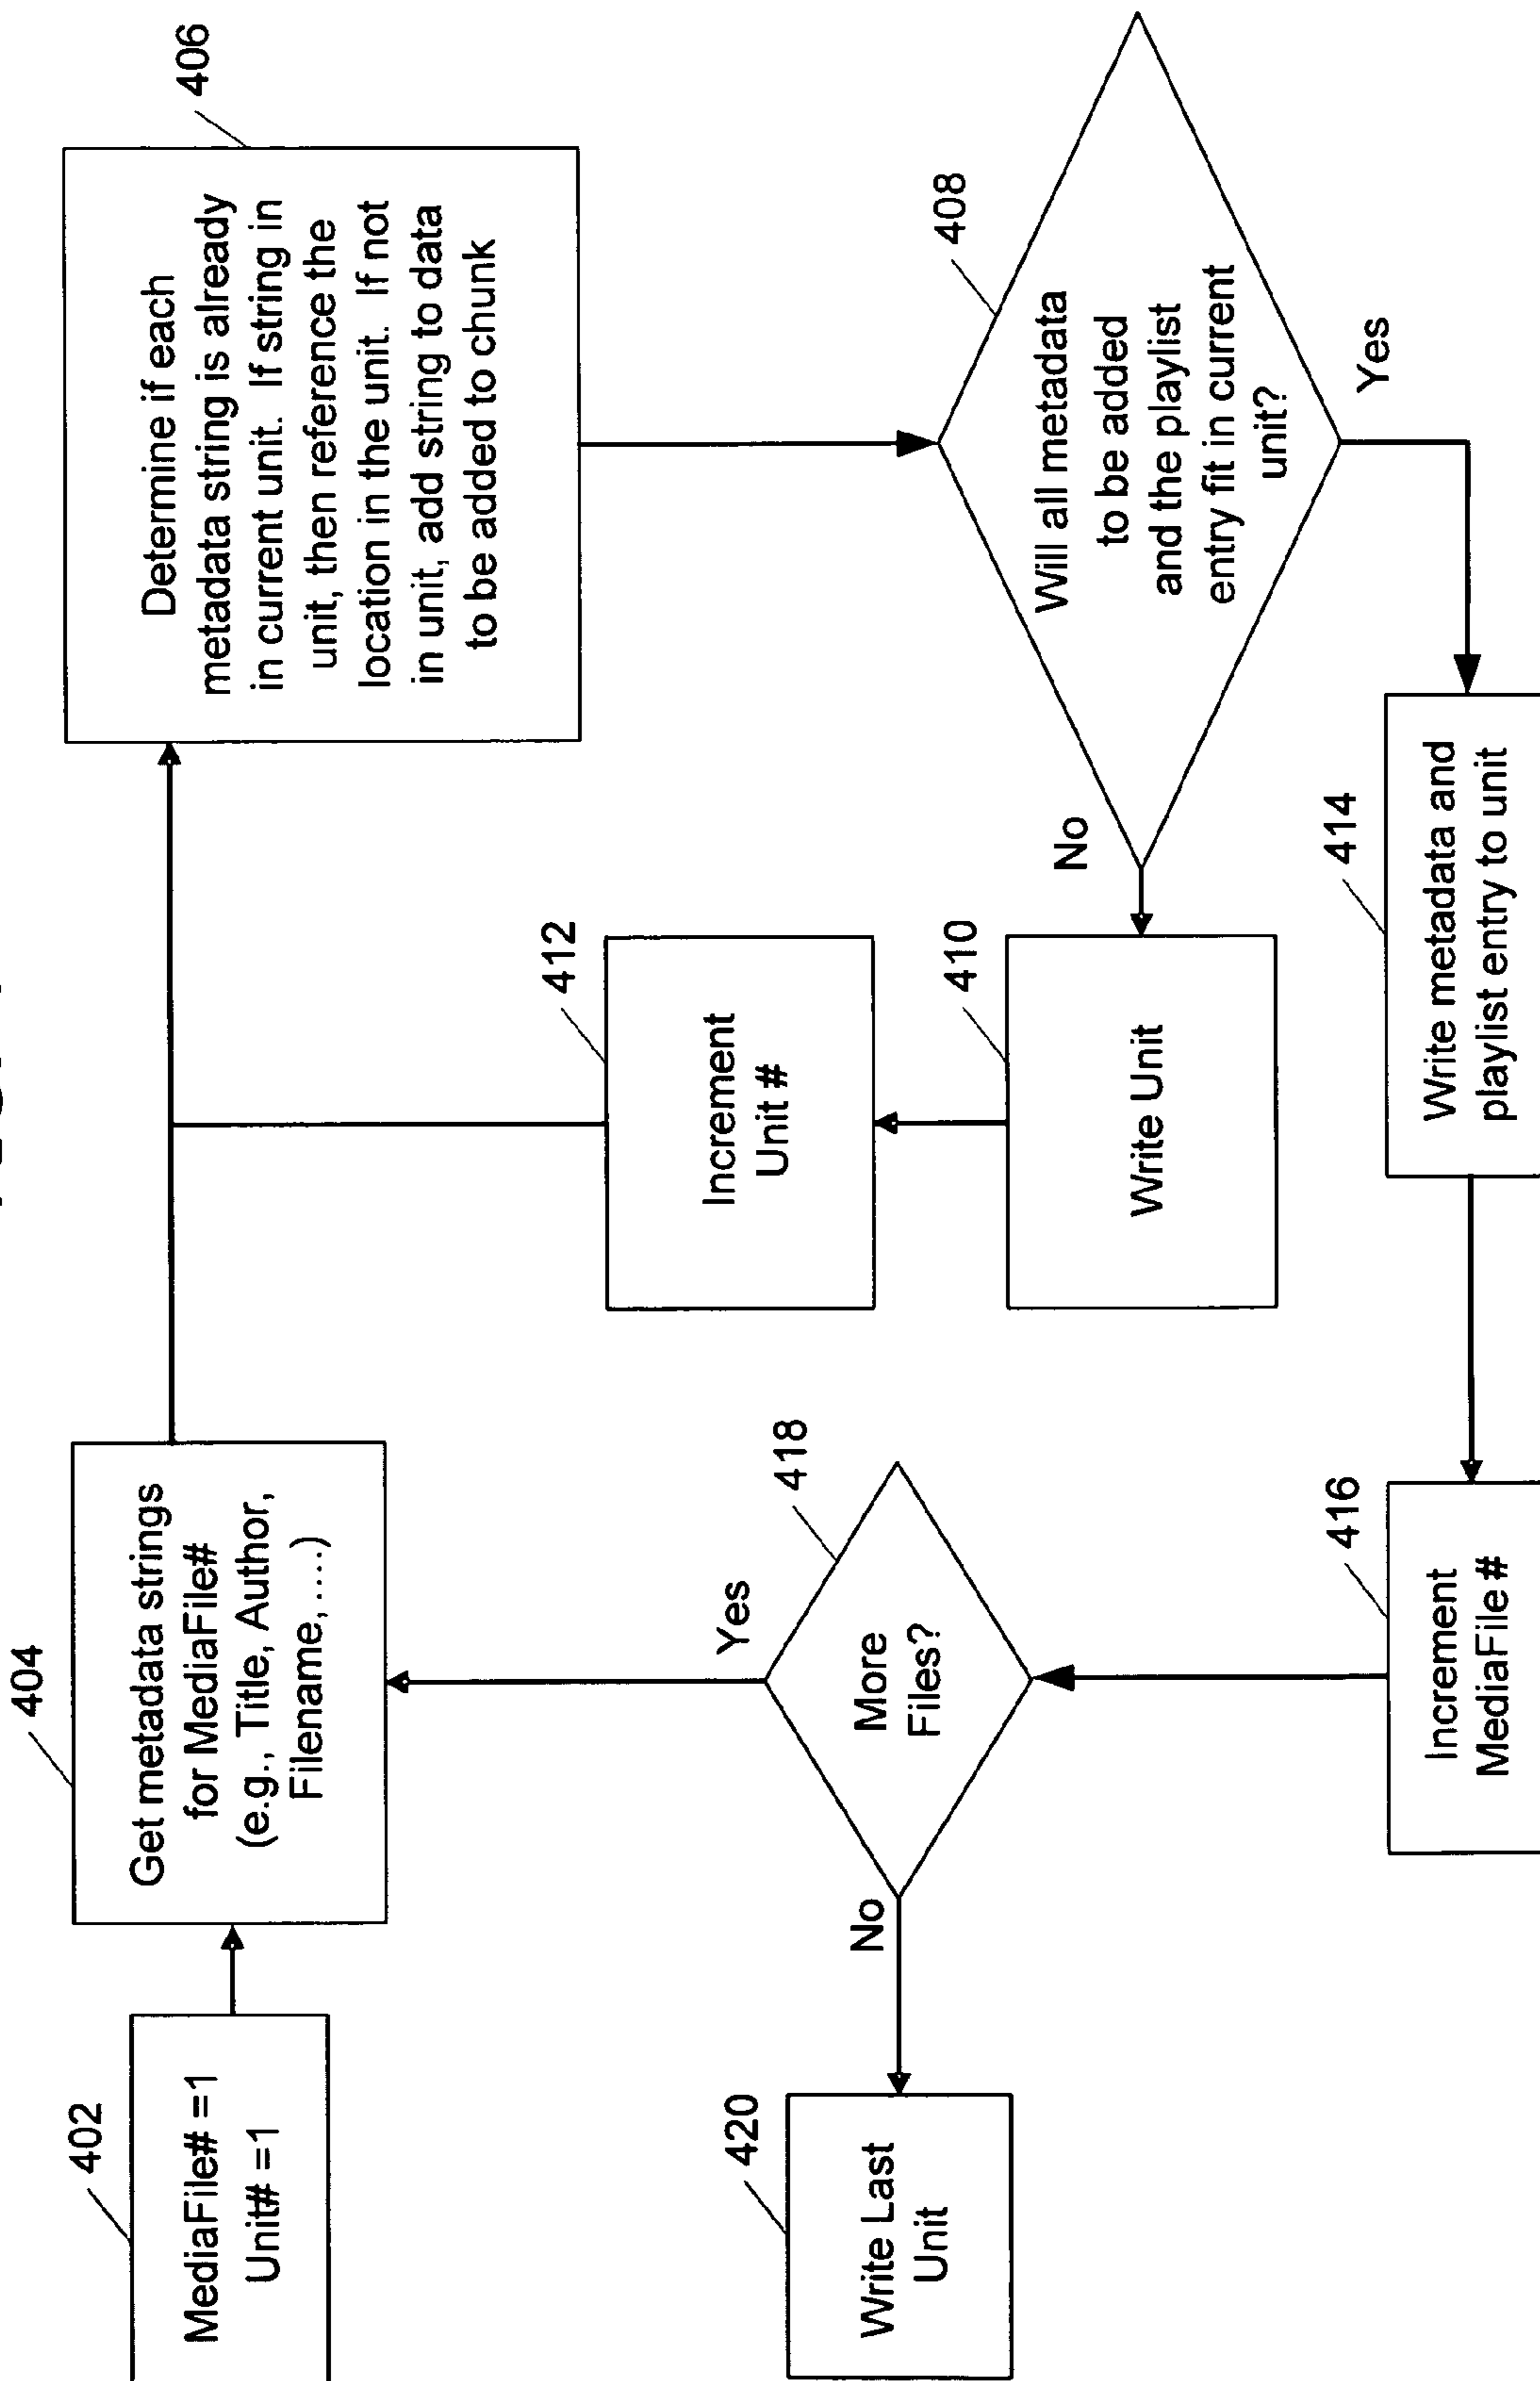 402
MediaFile# =1
Unit# =1
404
Get metadata strings
for MediaFile#
(e.g., Title, Author,
Filename, ....)
406
Determine if each
metadata string is already
in current unit. If string in
unit, then reference the
location in the unit. If not
in unit, add string to data
to be added to chunk
408
Will all metadata
to be added
and the playlist
entry fit in current
unit?
No
Yes
410
Write Unit
412
Increment
Unit #
414
Write metadata and
playlist entry to unit
416
Increment
MediaFile #
418
More
Files?
Yes
No
420
Write Last
Unit